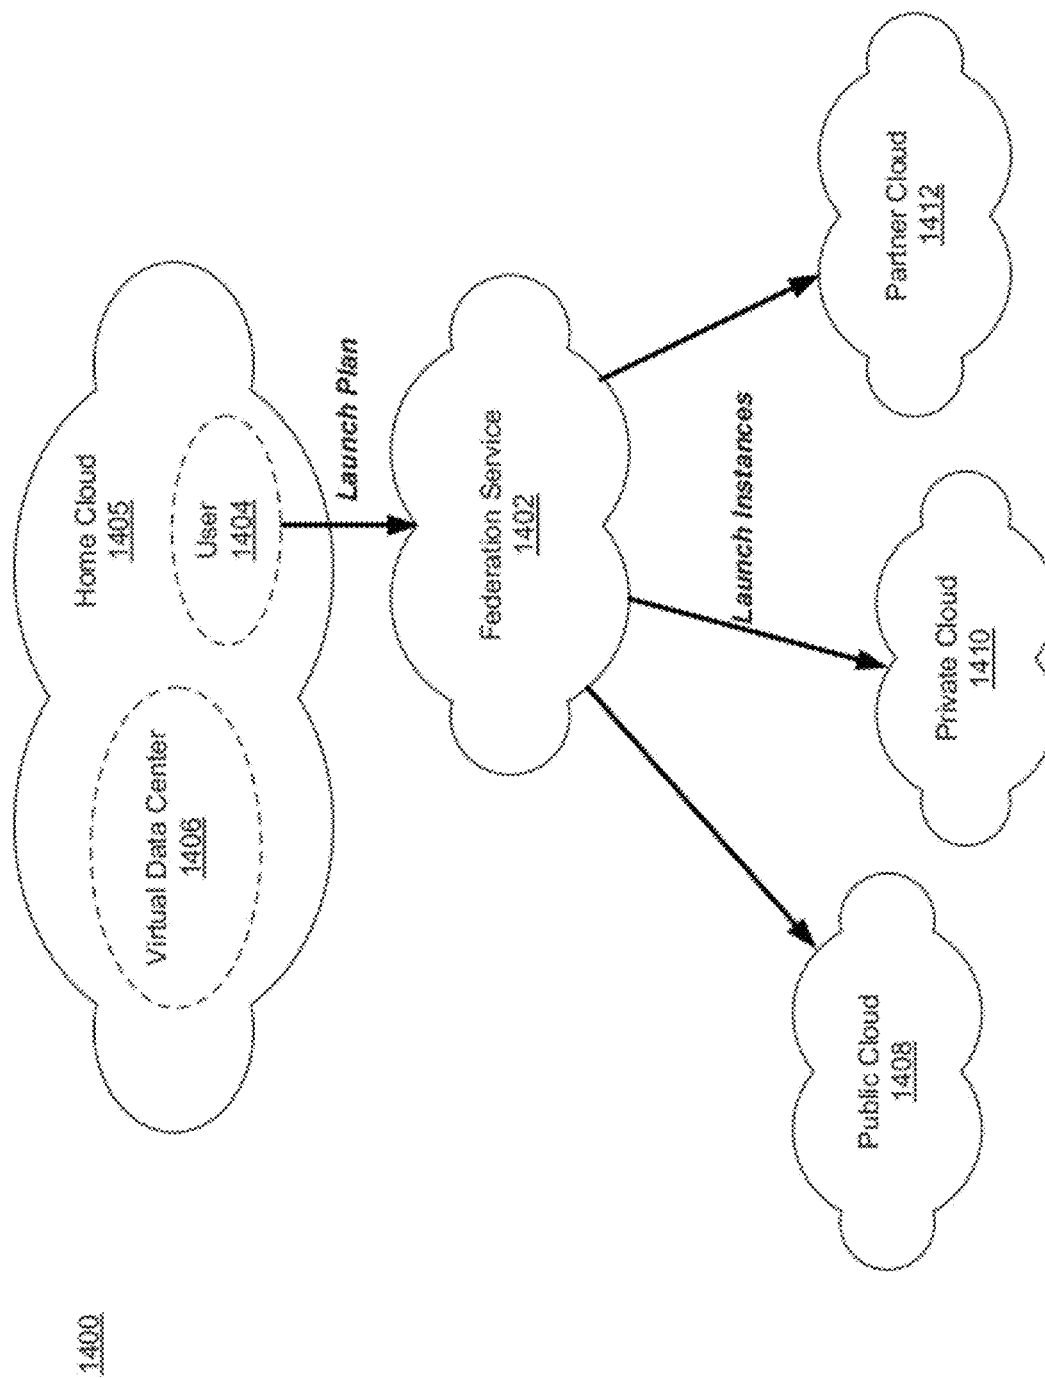 1400
Home Cloud
1405
Virtual Data Center
1406
User
1404
Launch Plan
Federation Service
1402
Launch Instances
Public Cloud
1408
Private Cloud
1410
Partner Cloud
1412